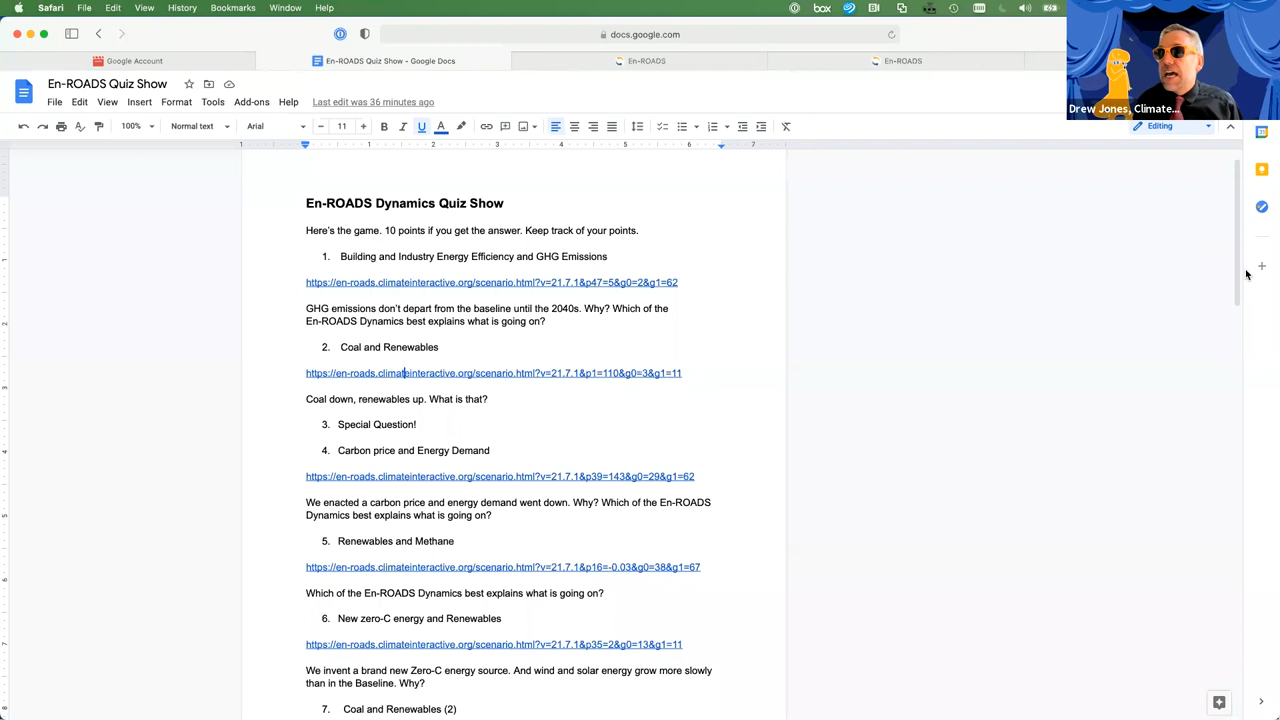 Safari File Edit View History Bookmarks Window Help box
docs.google.com
Google Account En-ROADS Quiz Show - Google Docs En-ROADS En-ROADS
En-ROADS Quiz Show
File Edit View Insert Format Tools Add-ons Help Last edit was 36 minutes ago
100% Normal text Arial 11 Editing
Drew Jones, Climate...
1 1 2 3 4 5 6 7
En-ROADS Dynamics Quiz Show
Here's the game. 10 points if you get the answer. Keep track of your points.
1. Building and Industry Energy Efficiency and GHG Emissions
https://en-roads.climateinteractive.org/scenario.html?v=21.7.1&p47=5&g0=2&g1=62
GHG emissions don't depart from the baseline until the 2040s. Why? Which of the
En-ROADS Dynamics best explains what is going on?
2. Coal and Renewables
https://en-roads.climateinteractive.org/scenario.html?v=21.7.1&p1=110&g0=3&g1=11
Coal down, renewables up. What is that?
3. Special Question!
4. Carbon price and Energy Demand
https://en-roads.climateinteractive.org/scenario.html?v=21.7.1&p39=143&g0=29&g1=62
We enacted a carbon price and energy demand went down. Why? Which of the En-ROADS
Dynamics best explains what is going on?
5. Renewables and Methane
https://en-roads.climateinteractive.org/scenario.html?v=21.7.1&p16=-0.03&g0=38&g1=67
Which of the En-ROADS Dynamics best explains what is going on?
6. New zero-C energy and Renewables
https://en-roads.climateinteractive.org/scenario.html?v=21.7.1&p35=2&g0=13&g1=11
We invent a brand new Zero-C energy source. And wind and solar energy grow more slowly
than in the Baseline. Why?
7. Coal and Renewables (2)